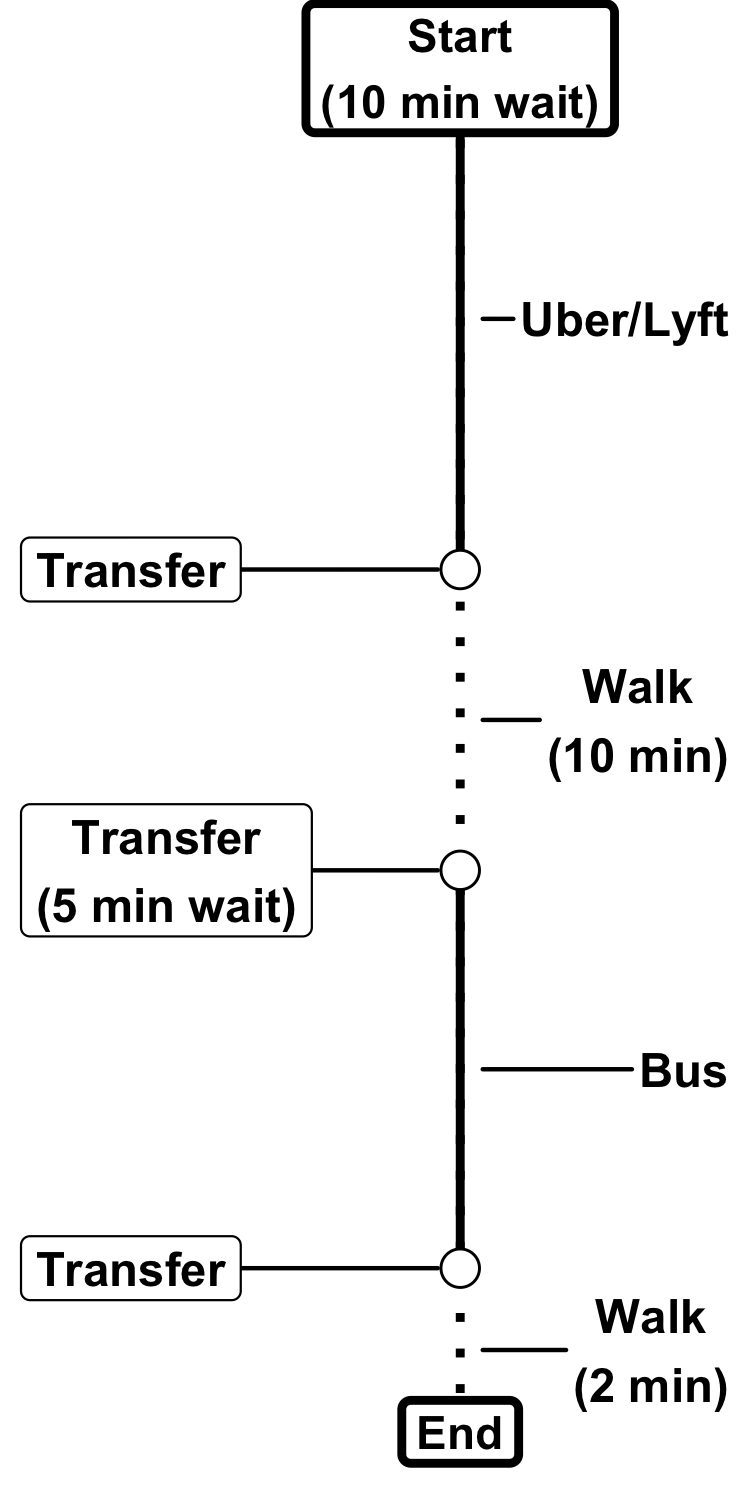 Start
(10 min wait)
Uber/Lyft
Transfer
Walk
(10 min)
Transfer
(5 min wait)
Bus
Transfer
Walk
(2 min)
End